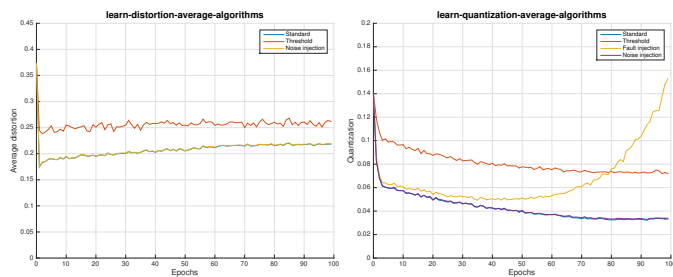 learn-distortion-average-algorithms
0.45
0.4
0.35
0.3
0.25
0.2
0.15
0.1
0.05
0
Average distortion
Standard
Threshold
Noise injection
0 10 20 30 40 50 60 70 80 90 100
Epochs
learn-quantization-average-algorithms
0.2
0.18
0.16
0.14
0.12
0.1
0.08
0.06
0.04
0.02
0
Quantization
Standard
Threshold
Fault injection
Noise injection
0 10 20 30 40 50 60 70 80 90 100
Epochs